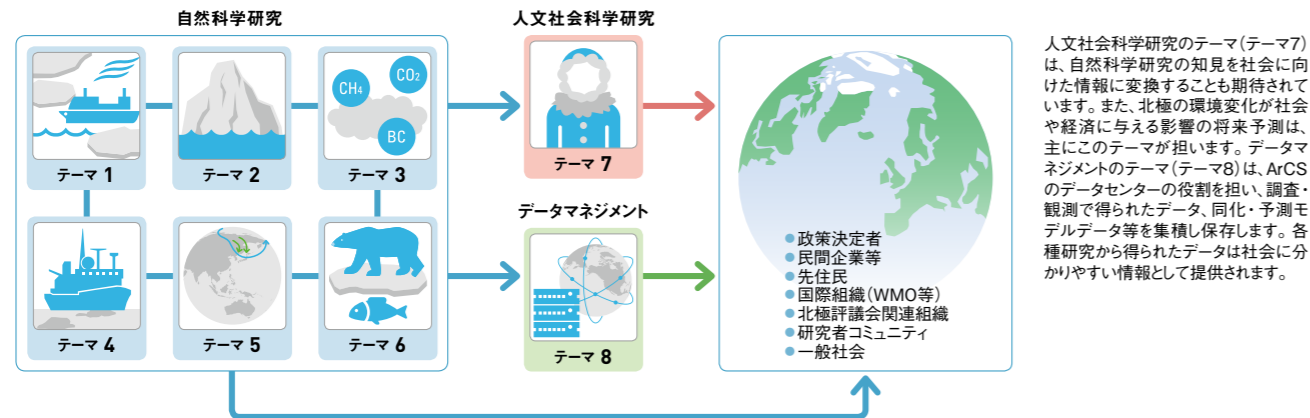 自然科学研究
人文社会科学研究
CO₂
CH₄
BC
テーマ 1
テーマ 2
テーマ 3
テーマ 7
データマネジメント
テーマ 4
テーマ 5
テーマ 6
テーマ 8
●政策決定者
●民間企業等
●先住民
●国際組織（WMO等）
●北極評議会関連組織
●研究者コミュニティ
●一般社会
人文社会科学研究のテーマ（テーマ7）
は、自然科学研究の知見を社会に向
けた情報に変換することも期待されて
います。また、北極の環境変化が社会
や経済に与える影響の将来予測は、
主にこのテーマが担います。データマ
ネジメントのテーマ（テーマ8）は、ArCS
のデータセンターの役割を担い、調査・
観測で得られたデータ、同化・予測モ
デルデータ等を集積し保存します。各
種研究から得られたデータは社会に分
かりやすい情報として提供されます。